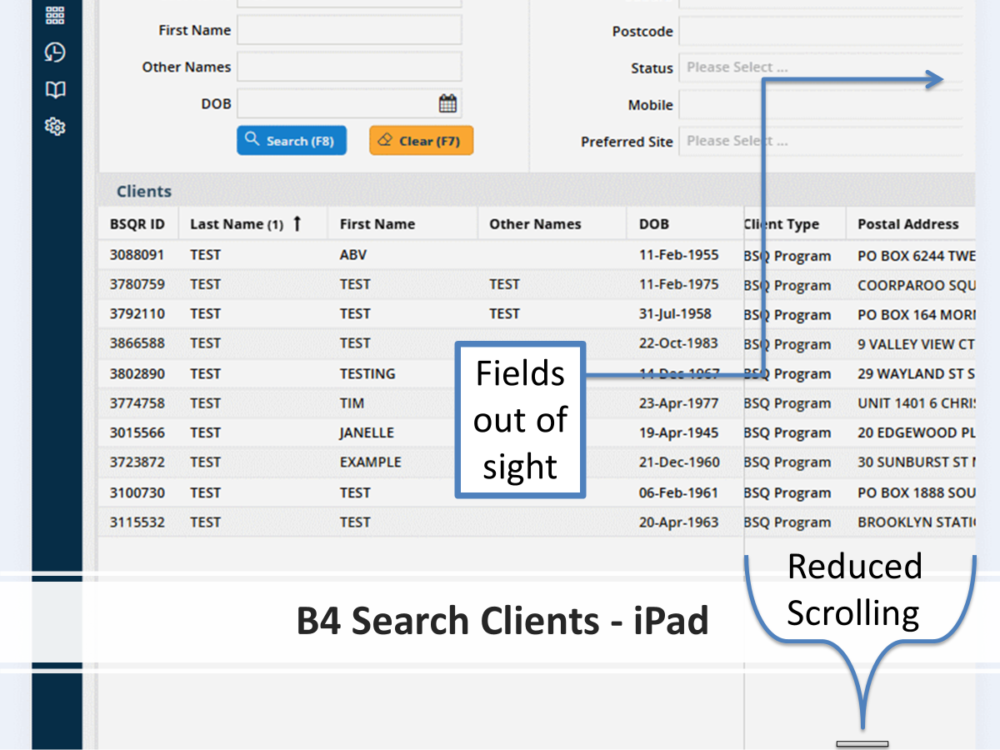 First Name
Other Names
DOB
Search (F8) Clear (F7)
Postcode
Status Please Select ...
Mobile
Preferred Site Please Select ...
Clients
BSQR ID Last Name (1) First Name Other Names DOB Client Type Postal Address
3088091 TEST ABV 11-Feb-1955 BSQ Program PO BOX 6244 TWE
3780759 TEST TEST TEST 11-Feb-1975 BSQ Program COORPAROO SQU
3792110 TEST TEST TEST 31-Jul-1958 BSQ Program PO BOX 164 MORN
3866588 TEST TEST 22-Oct-1983 BSQ Program 9 VALLEY VIEW CT
3802890 TEST TESTING 14-Dec-1967 BSQ Program 29 WAYLAND ST S
3774758 TEST TIM 23-Apr-1977 BSQ Program UNIT 1401 6 CHRIS
3015566 TEST JANELLE 19-Apr-1945 BSQ Program 20 EDGEWOOD PL
3723872 TEST EXAMPLE 21-Dec-1960 BSQ Program 30 SUNBURST ST
3100730 TEST TEST 06-Feb-1961 BSQ Program PO BOX 1888 SOU
3115532 TEST TEST 20-Apr-1963 BSQ Program BROOKLYN STATI
Fields
out of
sight
Reduced
Scrolling
B4 Search Clients - iPad